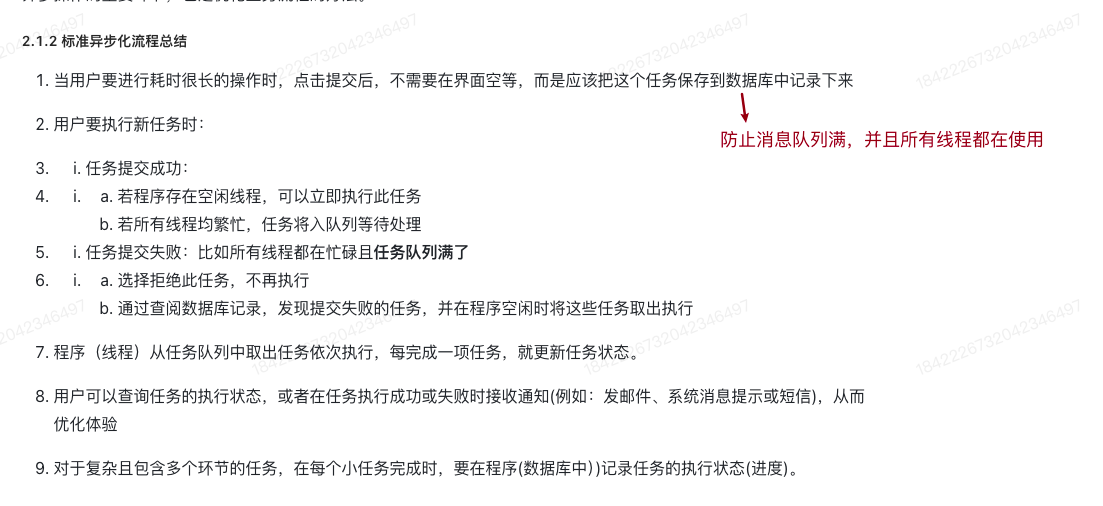 2.1.2 标准异步化流程总结
1. 当用户要进行耗时很长的操作时，点击提交后，不需要在界面空等，而是应该把这个任务保存到数据库中记录下来
2. 用户要执行新任务时：
防止消息队列满，并且所有线程都在使用
3. i. 任务提交成功：
4. i. a. 若程序存在空闲线程，可以立即执行此任务
b. 若所有线程均繁忙，任务将入队列等待处理
5. i. 任务提交失败：比如所有线程都在忙碌且任务队列满了
6. i. a. 选择拒绝此任务，不再执行
b. 通过查阅数据库记录，发现提交失败的任务，并在程序空闲时将这些任务取出执行
7. 程序（线程）从任务队列中取出任务依次执行，每完成一项任务，就更新任务状态。
8. 用户可以查询任务的执行状态，或者在任务执行成功或失败时接收通知(例如：发邮件、系统消息提示或短信)，从而
优化体验
9. 对于复杂且包含多个环节的任务，在每个小任务完成时，要在程序(数据库中))记录任务的执行状态(进度)。
1842226732042346497